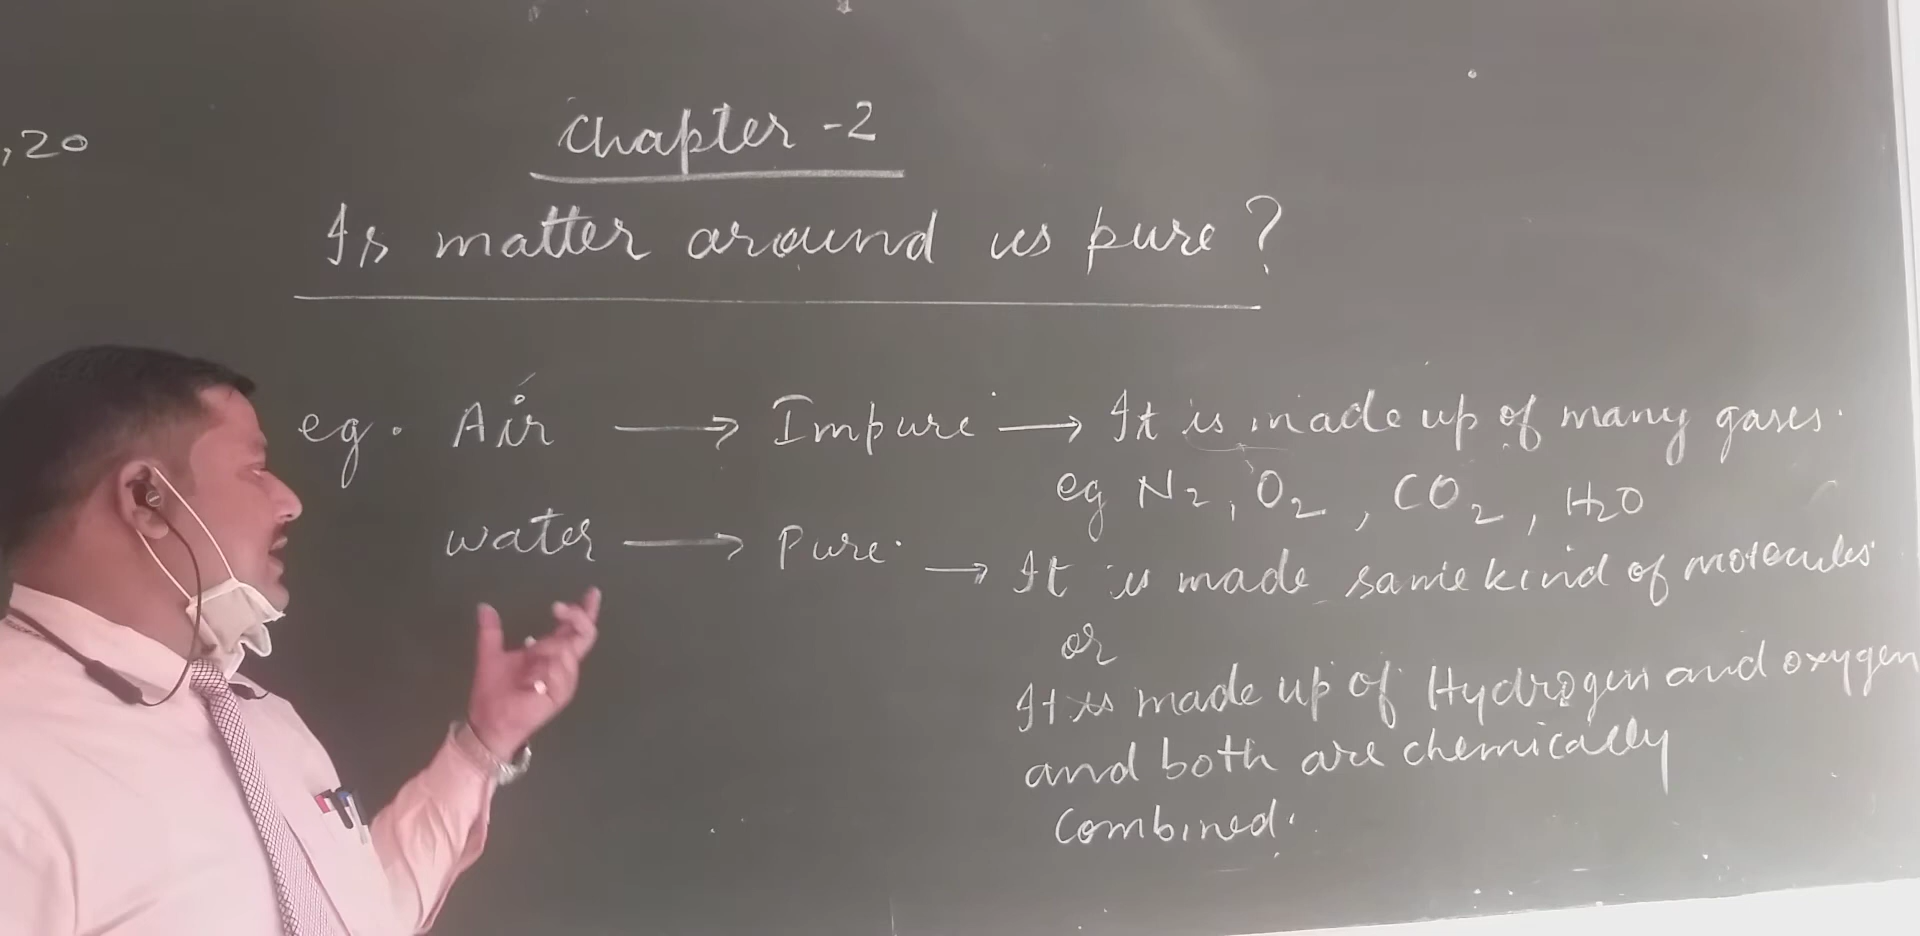 ,20
Chapter -2
Is matter around us pure?
eg. Air → Impure → It is made up of many gases.
eg N2, O2, CO2, H2O
water → Pure. → It is made same kind of molecules
or
It is made up of Hydrogen and oxygen
and both are chemically
combined.